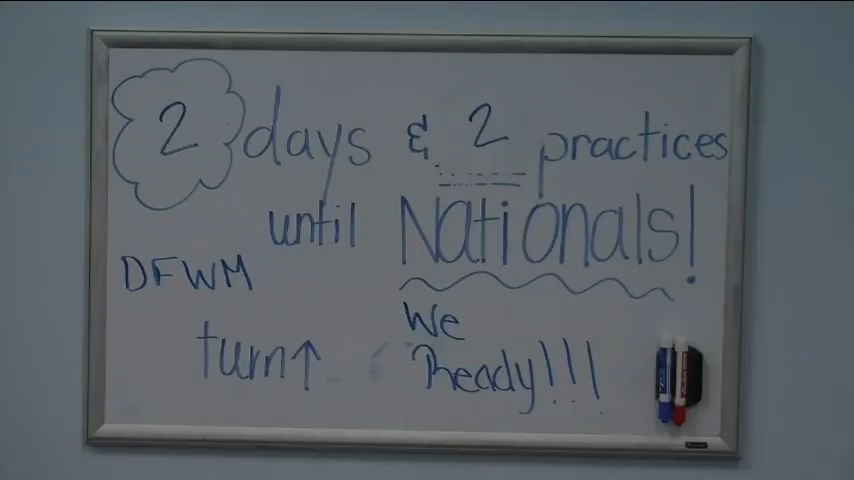 2 days & 2 practices
until Nationals!
DFWM
We
turn↑ Ready!!!